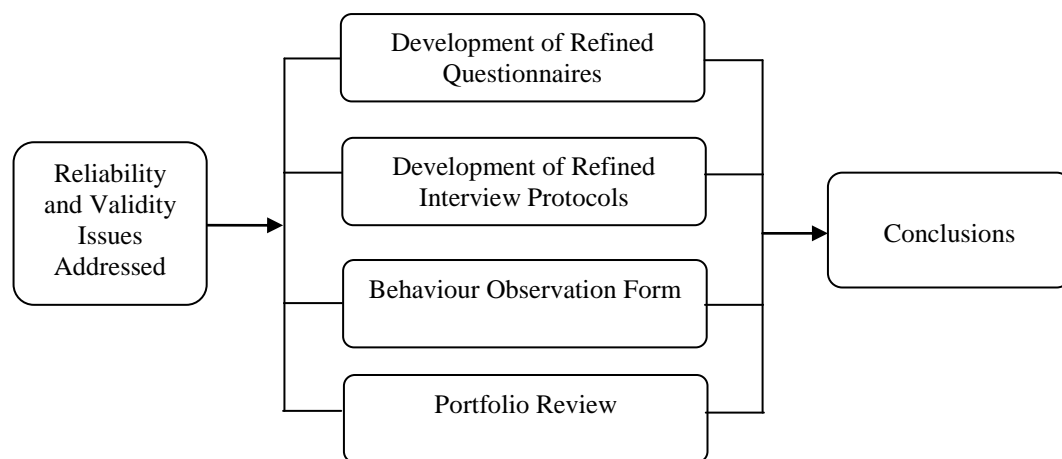 Development of Refined
Questionnaires
Reliability
and Validity
Issues
Addressed
Development of Refined
Interview Protocols
Conclusions
Behaviour Observation Form
Portfolio Review